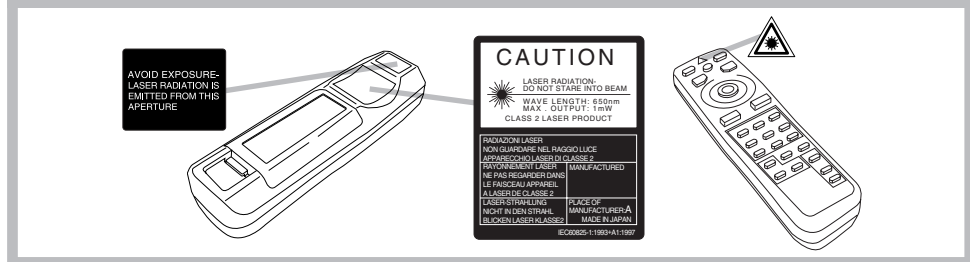 AVOID EXPOSURE-
LASER RADIATION IS
EMITTED FROM THIS
APERTURE
CAUTION
LASER RADIATION-
DO NOT STARE INTO BEAM
WAVE LENGTH: 650nm
MAX . OUTPUT: 1mW
CLASS 2 LASER PRODUCT
RADIAZIONI LASER
NON GUARDARE NEL RAGGIO LUCE
APPARECCHIO LASER DI CLASSE 2
RAYONNEMENT LASER
NE PAS REGARDER DANS
LE FAISCEAU APPAREIL
A LASER DE CLASSE 2
MANUFACTURED
LASER-STRAHLUNG
NICHT IN DEN STRAHL
BLICKEN LASER KLASSE2
PLACE OF
MANUFACTURER:A
MADE IN JAPAN
IEC60825-1:1993+A1:1997